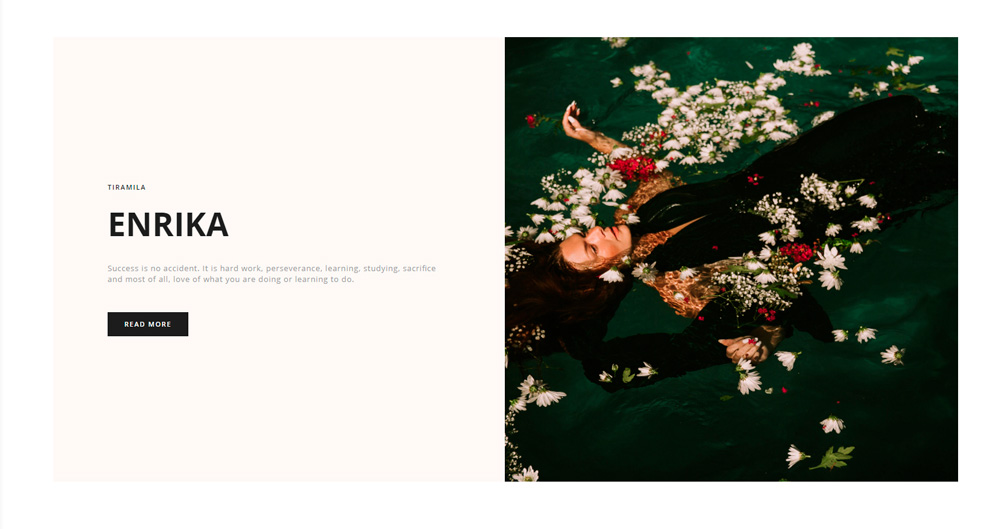 TIRAMILA
ENRIKA
Success is no accident. It is hard work, perseverance, learning, studying, sacrifice
and most of all, love of what you are doing or learning to do.
READ MORE